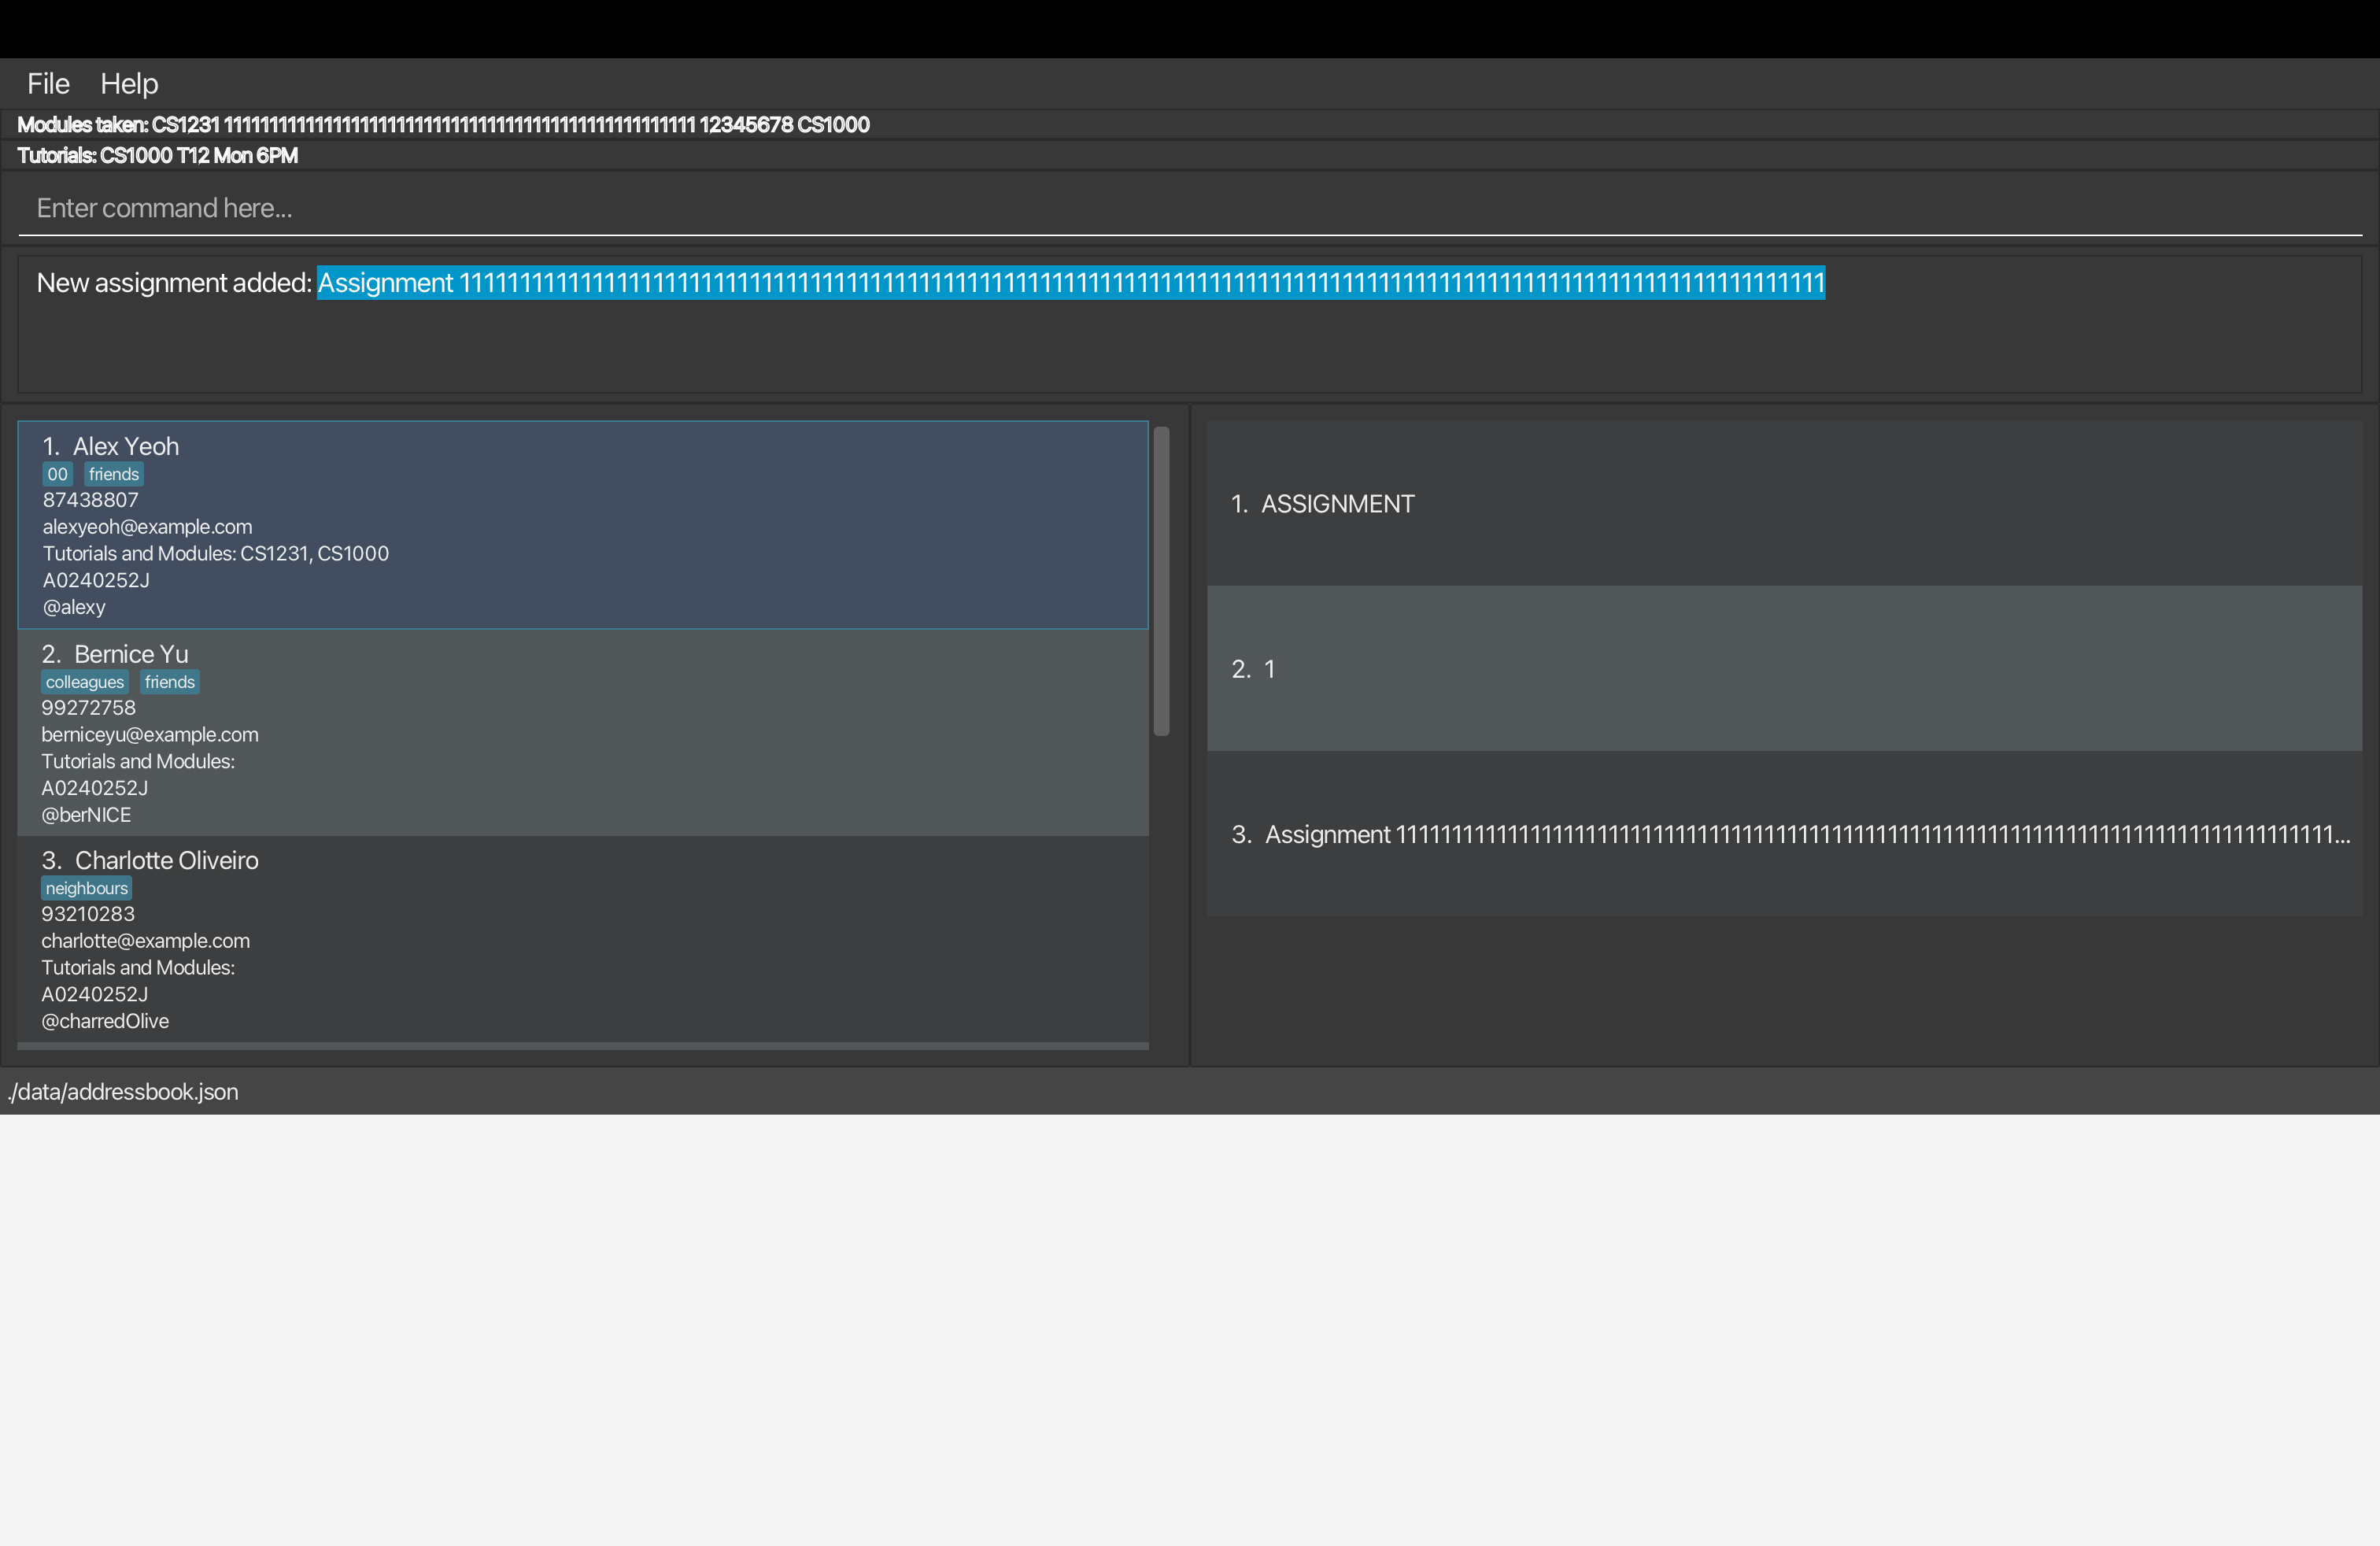 File Help
Modules taken: CS1231 12345678 CS1000
Tutorials: CS1000 T12 Mon 6PM
Enter command here...
New assignment added: Assignment
1. Alex Yeoh
00 friends
87438807
alexyeoh@example.com
Tutorials and Modules: CS1231, CS1000
A0240252J
@alexy
2. Bernice Yu
colleagues friends
99272758
berniceyu@example.com
Tutorials and Modules:
A0240252J
@berNICE
3. Charlotte Oliveiro
neighbours
93210283
charlotte@example.com
Tutorials and Modules:
A0240252J
@charredOlive
1. ASSIGNMENT
2. 1
3. Assignment
./data/addressbook.json